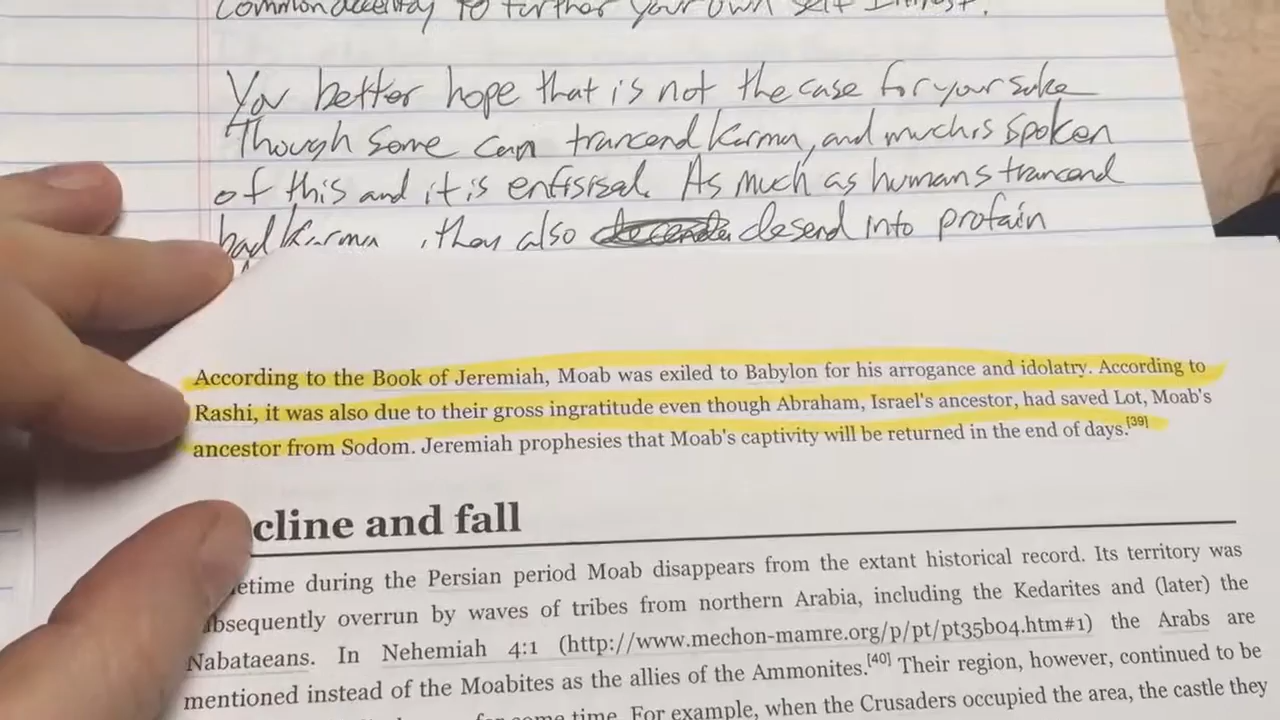 to further your own self
You better hope that is not the case for your sake
Though some can trancend Karma, and much is spoken
of this and it is enfisised. As much as humans trancend
bad Karma, they also desend into profain
According to the Book of Jeremiah, Moab was exiled to Babylon for his arrogance and idolatry. According to
Rashi, it was also due to their gross ingratitude even though Abraham, Israel's ancestor, had saved Lot, Moab's
ancestor from Sodom. Jeremiah prophesies that Moab's captivity will be returned in the end of days.[39]
cline and fall
etime during the Persian period Moab disappears from the extant historical record. Its territory was
bsequently overrun by waves of tribes from northern Arabia, including the Kedarites and (later) the
Nabataeans. In Nehemiah 4:1 (http://www.mechon-mamre.org/p/pt/pt35b04.htm#1) the Arabs are
mentioned instead of the Moabites as the allies of the Ammonites.[40] Their region, however, continued to be
for some time. For example, when the Crusaders occupied the area, the castle they